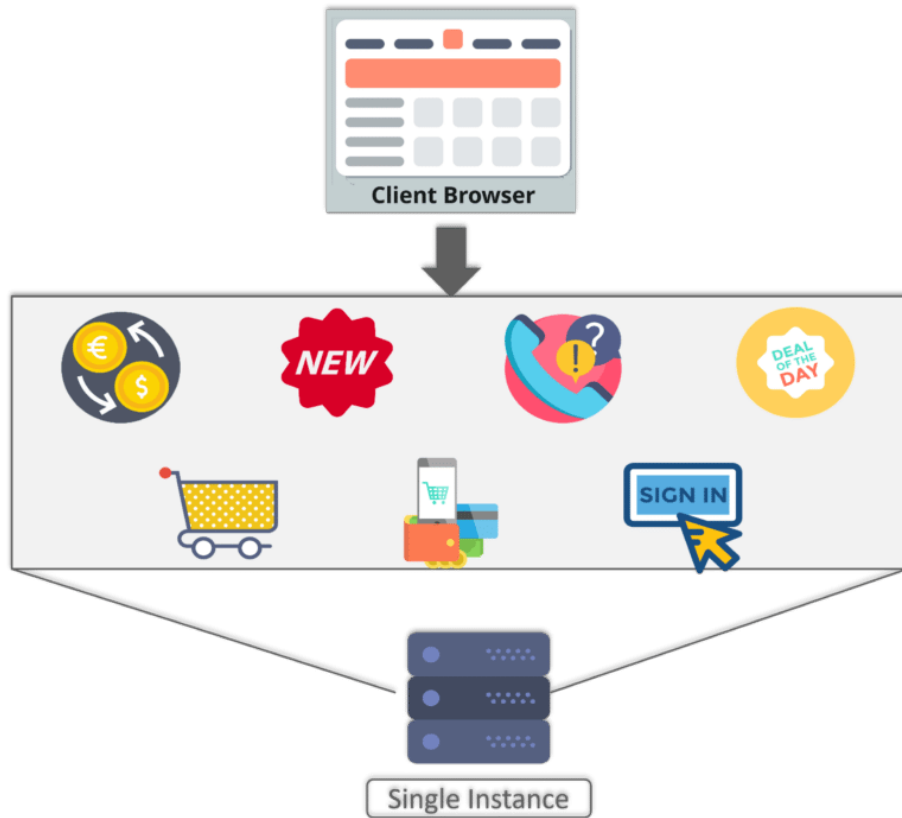 Client Browser
€
$
NEW
?
!
DEAL
OF THE
DAY
SIGN IN
Single Instance